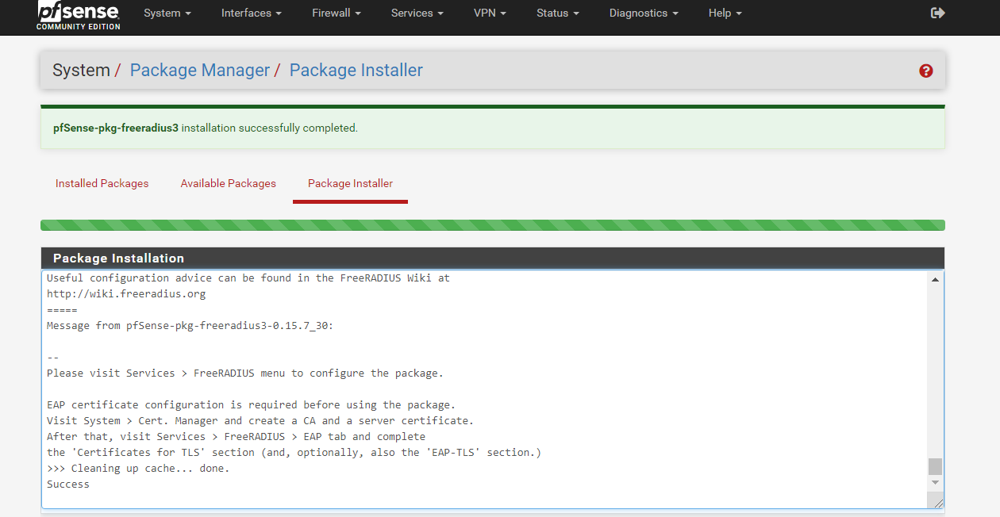 pfsense
COMMUNITY EDITION
System
Interfaces
Firewall
Services
VPN
Status
Diagnostics
Help
System / Package Manager / Package Installer
?
pfSense-pkg-freeradius3 installation successfully completed.
Installed Packages
Available Packages
Package Installer
Package Installation
Useful configuration advice can be found in the FreeRADIUS Wiki at
http://wiki.freeradius.org
=====
Message from pfSense-pkg-freeradius3-0.15.7_30:
--
Please visit Services > FreeRADIUS menu to configure the package.
EAP certificate configuration is required before using the package.
Visit System > Cert. Manager and create a CA and a server certificate.
After that, visit Services > FreeRADIUS > EAP tab and complete
the 'Certificates for TLS' section (and, optionally, also the 'EAP-TLS' section.)
>>> Cleaning up cache... done.
Success